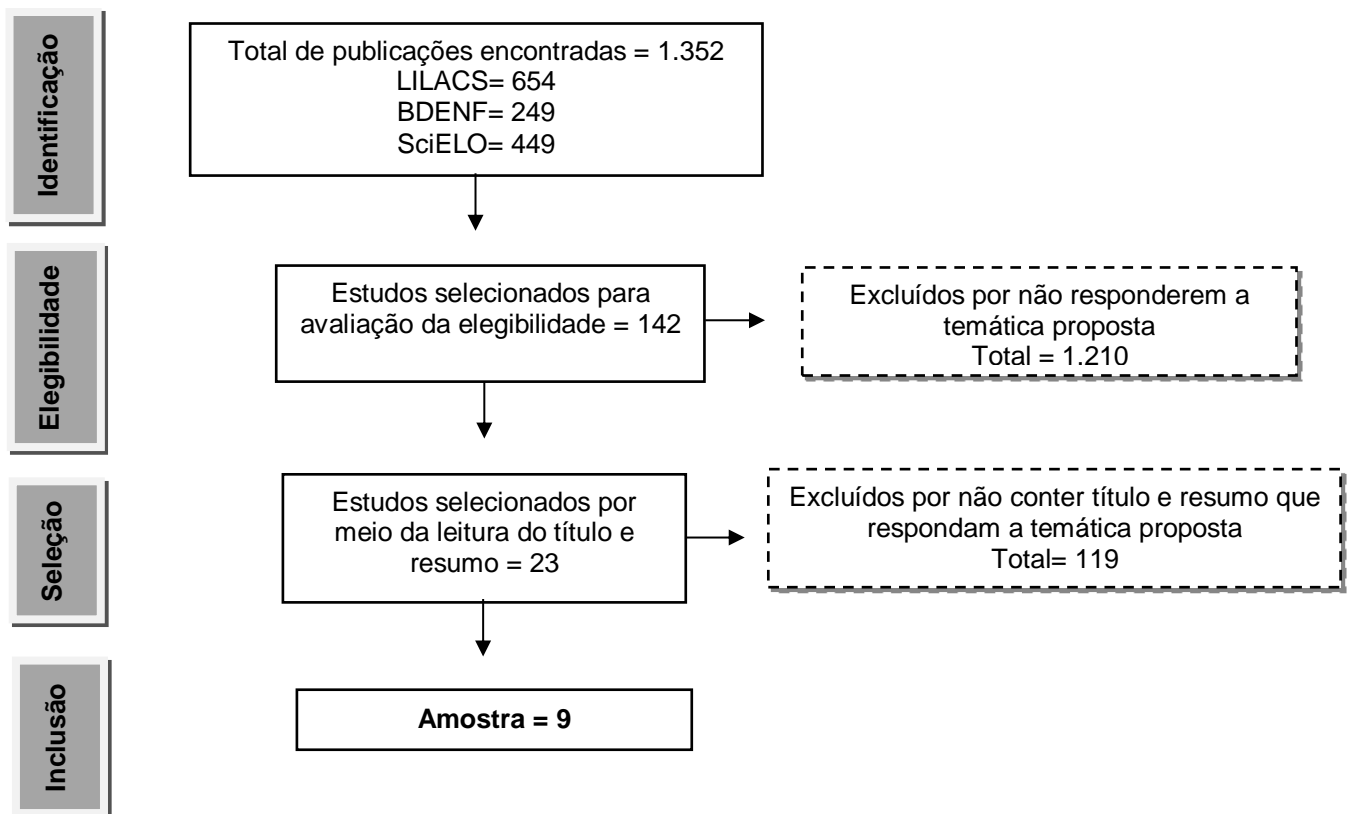 Identificação
Total de publicações encontradas = 1.352
LILACS= 654
BDENF= 249
SciELO= 449
Elegibilidade
Estudos selecionados para
avaliação da elegibilidade = 142
Excluídos por não responderem a
temática proposta
Total = 1.210
Seleção
Estudos selecionados por
meio da leitura do título e
resumo = 23
Excluídos por não conter título e resumo que
respondam a temática proposta
Total= 119
Inclusão
Amostra = 9